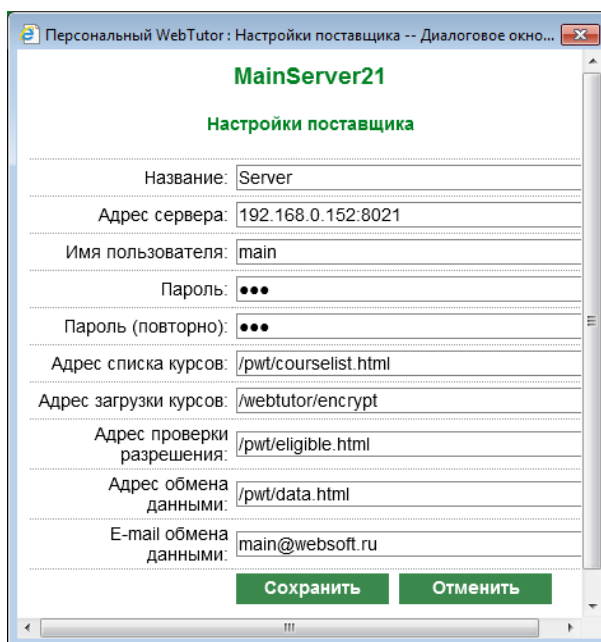 Персональный WebTutor : Настройки поставщика -- Диалоговое окно...
MainServer21
Настройки поставщика
Название: Server
Адрес сервера: 192.168.0.152:8021
Имя пользователя: main
Пароль: ●●●
Пароль (повторно): ●●●
Адрес списка курсов: /pwt/courselist.html
Адрес загрузки курсов: /webtutor/encrypt
Адрес проверки
разрешения: /pwt/eligible.html
Адрес обмена
данными: /pwt/data.html
E-mail обмена
данными: main@websoft.ru
Сохранить Отменить